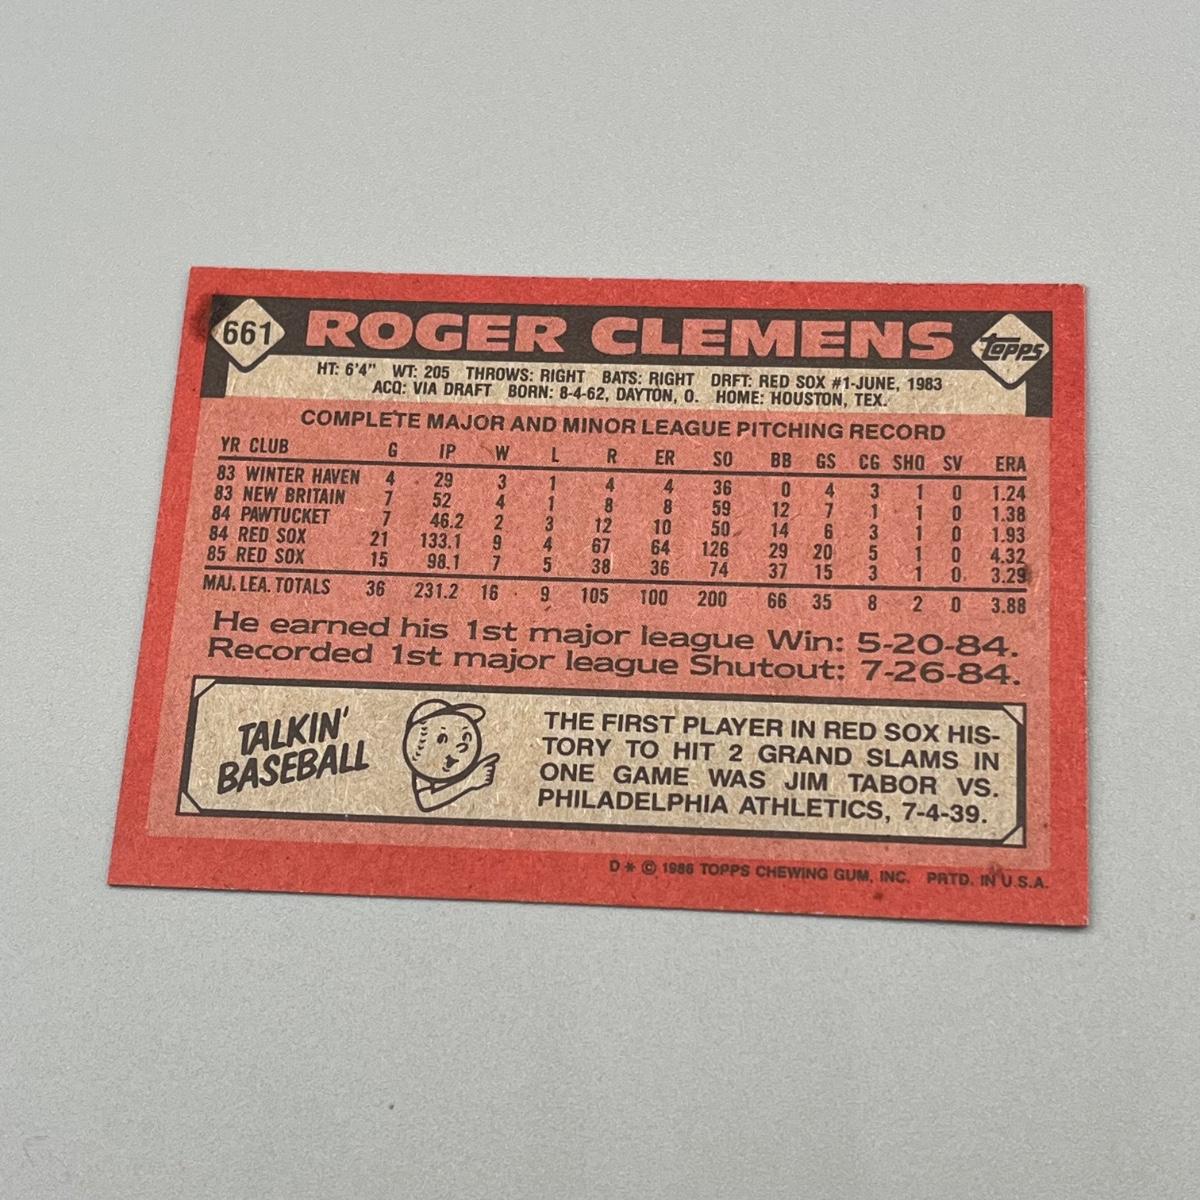 661 ROGER CLEMENS Topps
HT: 6'4" WT: 205 THROWS: RIGHT BATS: RIGHT DRFT: RED SOX #1-JUNE, 1983
ACQ: VIA DRAFT BORN: 8-4-62, DAYTON, O. HOME: HOUSTON, TEX.
COMPLETE MAJOR AND MINOR LEAGUE PITCHING RECORD
YR CLUB G IP W L R ER SO BB GS CG SHO SV ERA
83 WINTER HAVEN 4 29 3 1 4 4 36 0 4 3 1 0 1.24
83 NEW BRITAIN 7 52 4 1 8 8 59 12 7 1 1 0 1.38
84 PAWTUCKET 7 46.2 2 3 12 10 50 14 6 3 1 0 1.93
84 RED SOX 21 133.1 9 4 67 64 126 29 20 5 1 0 4.32
85 RED SOX 15 98.1 7 5 38 36 74 37 15 3 1 0 3.29
MAJ. LEA. TOTALS 36 231.2 16 9 105 100 200 66 35 8 2 0 3.88
He earned his 1st major league Win: 5-20-84.
Recorded 1st major league Shutout: 7-26-84.
TALKIN'
BASEBALL
THE FIRST PLAYER IN RED SOX HIS-
TORY TO HIT 2 GRAND SLAMS IN
ONE GAME WAS JIM TABOR VS.
PHILADELPHIA ATHLETICS, 7-4-39.
D * © 1986 TOPPS CHEWING GUM, INC. PRTD. IN U.S.A.